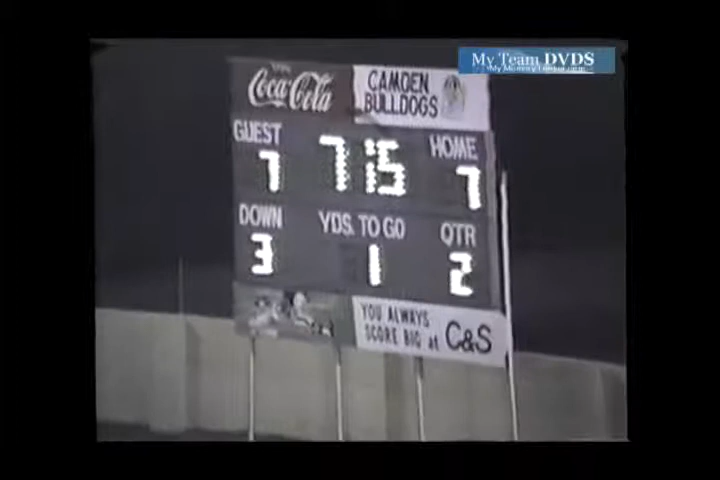 My Team DVDS
Coca-Cola
CAMDEN
BULLDOGS
GUEST
HOME
7
7 15
7
DOWN
YDS. TO GO
QTR
3
1
2
YOU ALWAYS
SCORE BIG at
C&S